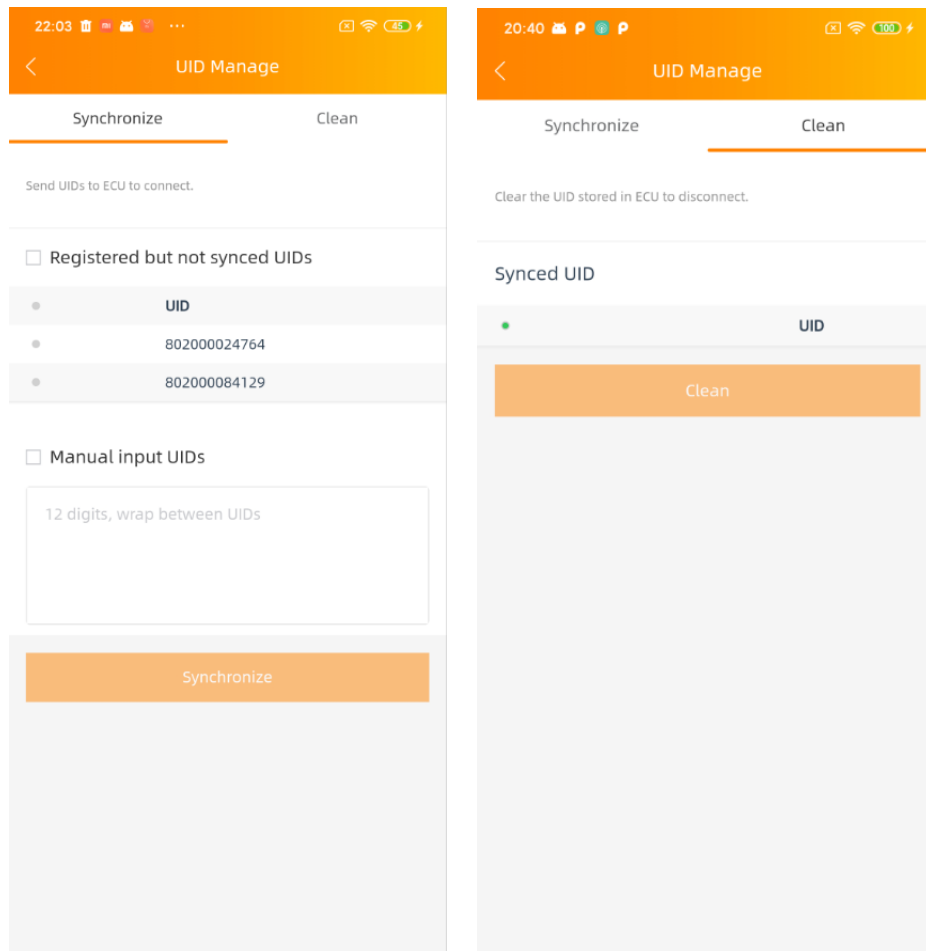 22:03
45
UID Manage
Synchronize Clean
Send UIDs to ECU to connect.
Registered but not synced UIDs
UID
802000024764
802000084129
Manual input UIDs
12 digits, wrap between UIDs
Synchronize
20:40 P P
100
UID Manage
Synchronize Clean
Clear the UID stored in ECU to disconnect.
Synced UID
UID
Clean